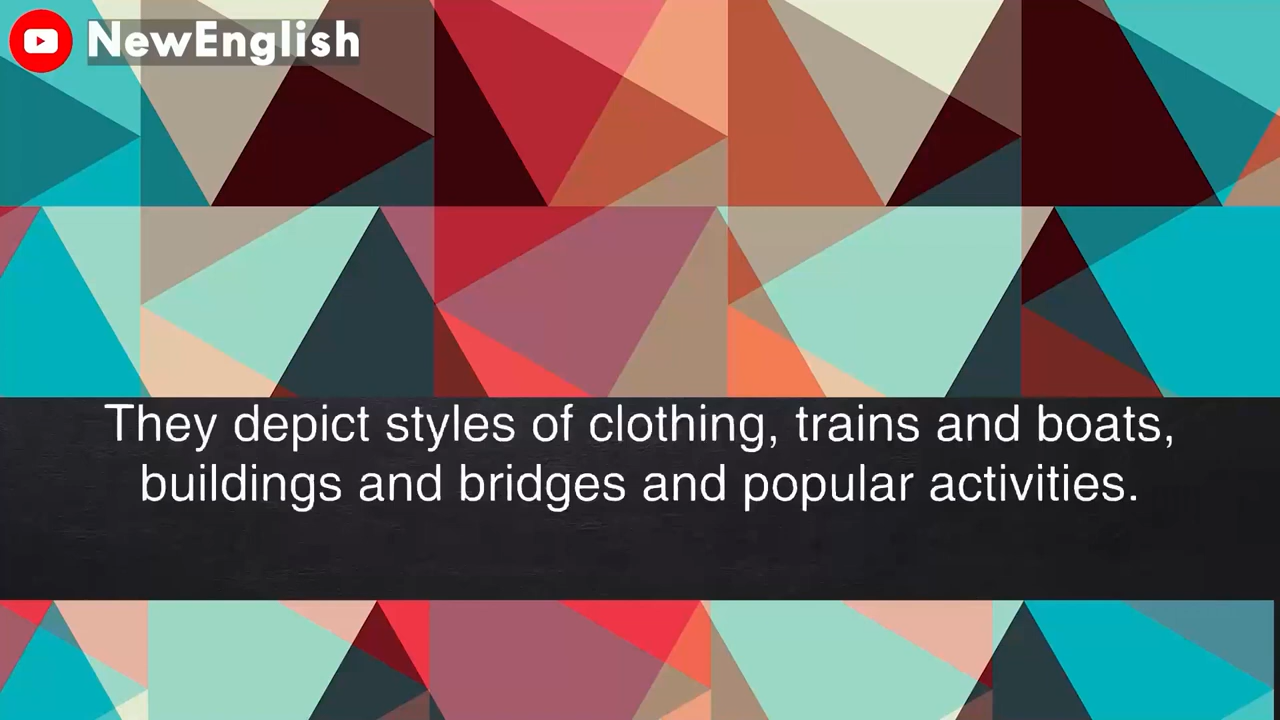 NewEnglish
They depict styles of clothing, trains and boats,
buildings and bridges and popular activities.